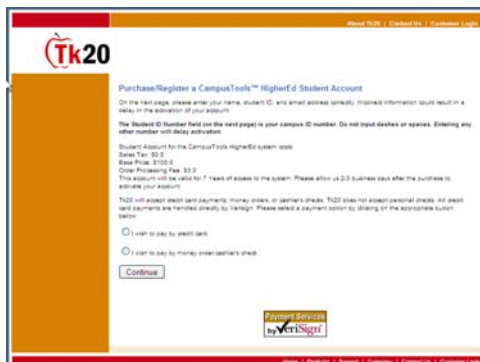 About Tk20 | Contact Us | Customer Login
Tk20
Purchase/Register a CampusTools™ HigherEd Student Account
On the next page, please enter your name, student ID, and email address correctly. Incorrect information could result in a
delay in the activation of your account.
The Student ID Number field (on the next page) is your campus ID number. Do not input dashes or spaces. Entering any
other number will delay activation.
Student Account for the CampusTools HigherEd system costs
Sales Tax: $0.0
Base Price: $100.0
Order Processing Fee: $3.0
This account will be valid for 7 Years of access to the system. Please allow us 2-3 business days after the purchase to
activate your account.
Tk20 will accept credit card payments, money orders, or cashier's checks. Tk20 does not accept personal checks. All credit
card payments are handled directly by Verisign. Please select a payment option by clicking on the appropriate button
below:
I wish to pay by credit card
I wish to pay by money order/cashier's check
Continue
Payment Services
by VeriSign
Home | Products | Support | Company | Contact Us | Customer Login